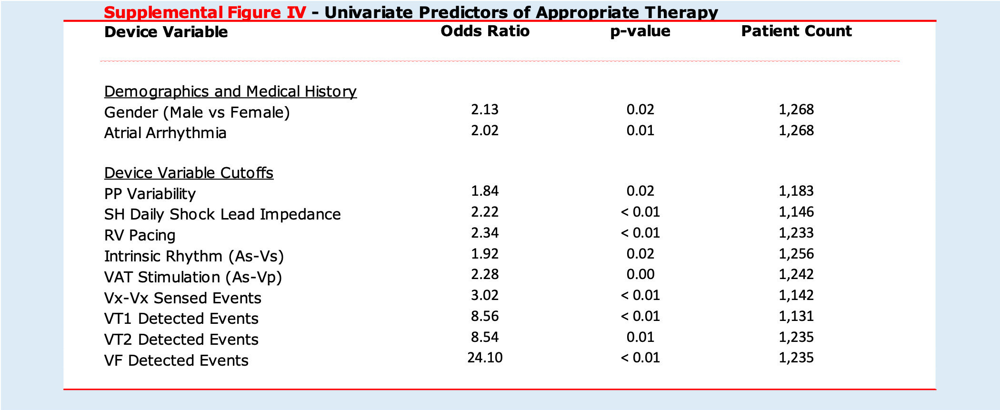 Supplemental Figure IV – Univariate Predictors of Appropriate Therapy
Device Variable Odds Ratio p-value Patient Count
Demographics and Medical History
Gender (Male vs Female) 2.13 0.02 1,268
Atrial Arrhythmia 2.02 0.01 1,268
Device Variable Cutoffs
PP Variability 1.84 0.02 1,183
SH Daily Shock Lead Impedance 2.22 < 0.01 1,146
RV Pacing 2.34 < 0.01 1,233
Intrinsic Rhythm (As-Vs) 1.92 0.02 1,256
VAT Stimulation (As-Vp) 2.28 0.00 1,242
Vx-Vx Sensed Events 3.02 < 0.01 1,142
VT1 Detected Events 8.56 < 0.01 1,131
VT2 Detected Events 8.54 0.01 1,235
VF Detected Events 24.10 < 0.01 1,235